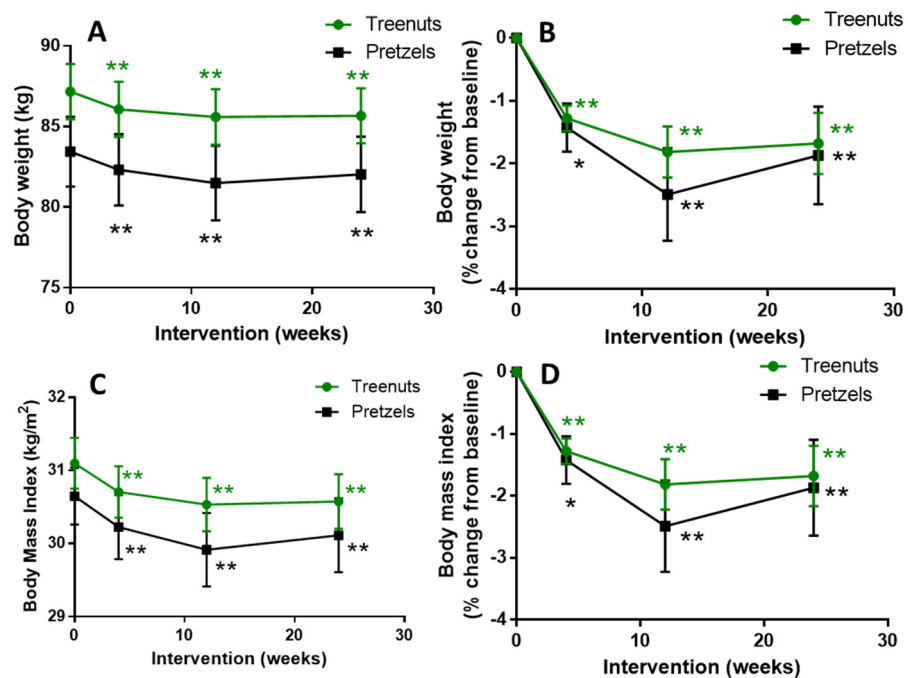 A
Treenuts
Pretzels
90
85
80
75
Body weight (kg)
**
**
**
**
**
**
0
10
20
30
Intervention (weeks)
B
Treenuts
Pretzels
0
-1
-2
-3
-4
Body weight
(% change from baseline)
**
**
**
*
**
**
0
10
20
30
Intervention (weeks)
C
Treenuts
Pretzels
32
31
30
29
Body Mass Index (kg/m²)
**
**
**
**
**
**
0
10
20
30
Intervention (weeks)
D
Treenuts
Pretzels
0
-1
-2
-3
-4
Body mass index
(% change from baseline)
**
**
**
*
**
**
0
10
20
30
Intervention (weeks)